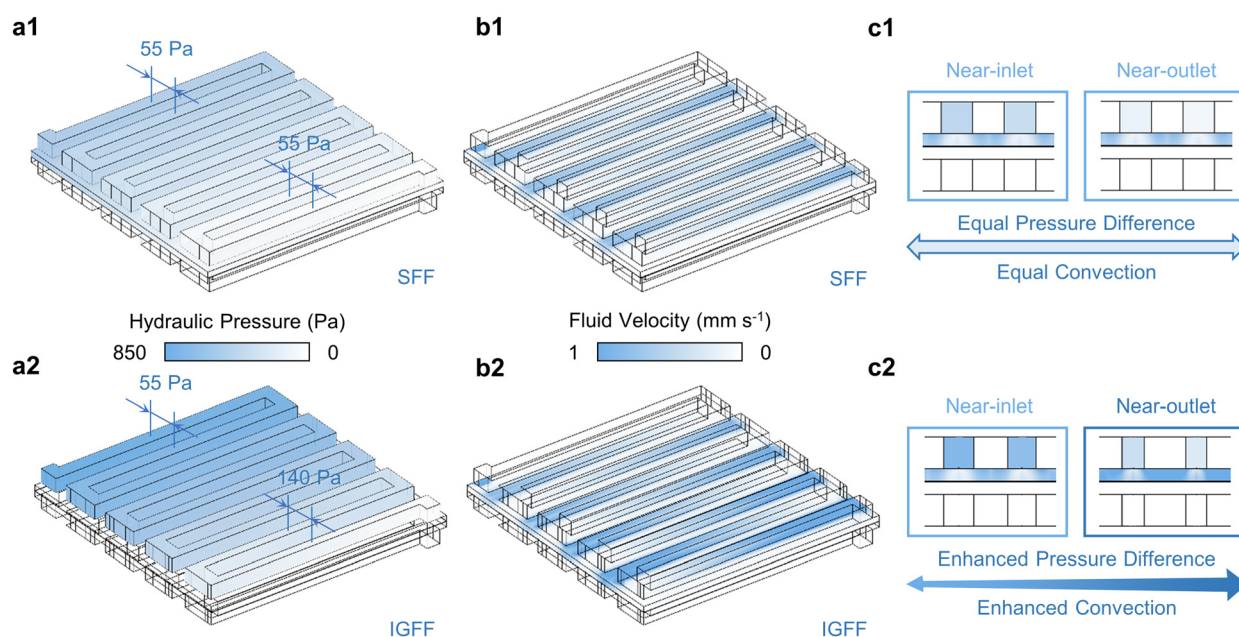 a1
55 Pa
55 Pa
SFF
b1
SFF
c1
Near-inlet
Near-outlet
Equal Pressure Difference
Equal Convection
Hydraulic Pressure (Pa)
850
0
Fluid Velocity (mm s⁻¹)
1
0
a2
55 Pa
140 Pa
IGFF
b2
IGFF
c2
Near-inlet
Near-outlet
Enhanced Pressure Difference
Enhanced Convection